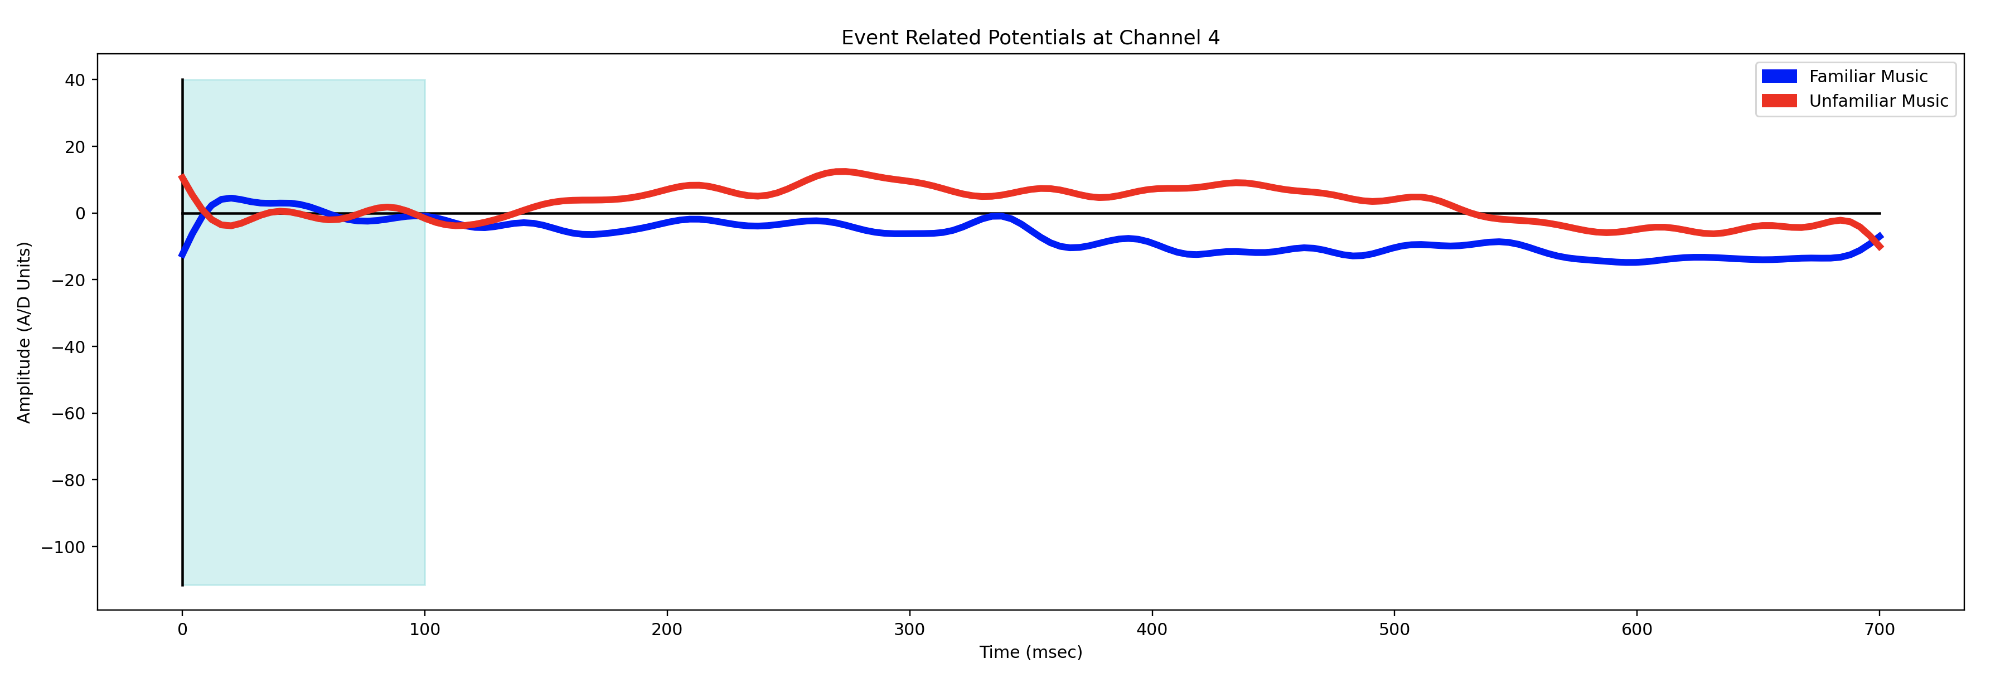 Event Related Potentials at Channel 4
Familiar Music
Unfamiliar Music
Amplitude (A/D Units)
40
20
0
−20
−40
−60
−80
−100
0 100 200 300 400 500 600 700
Time (msec)